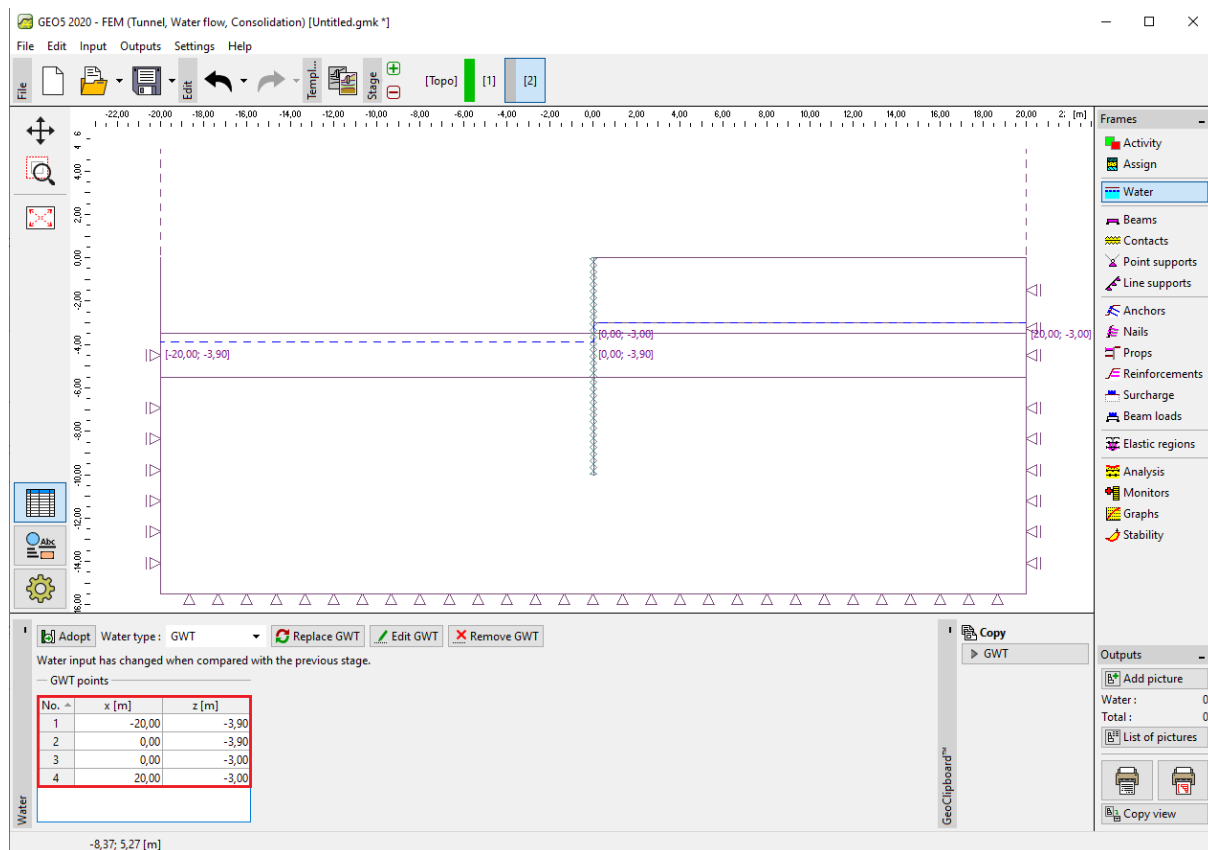 GEO5 2020 - FEM (Tunnel, Water flow, Consolidation) [Untitled.gmk *]
File Edit Input Outputs Settings Help
File
Edit
Templ...
Stage
[Topo] [1] [2]
-22,00 -20,00 -18,00 -16,00 -14,00 -12,00 -10,00 -8,00 -6,00 -4,00 -2,00 0,00 2,00 4,00 6,00 8,00 10,00 12,00 14,00 16,00 18,00 20,00 2; [m]
4,00
2,00
0,00
-2,00
-4,00
-6,00
-8,00
-10,00
-12,00
-14,00
16,00
[0,00; -3,00]
[20,00; -3,00]
[-20,00; -3,90]
[0,00; -3,90]
Abc
Frames
Activity
Assign
Water
Beams
Contacts
Point supports
Line supports
Anchors
Nails
Props
Reinforcements
Surcharge
Beam loads
Elastic regions
Analysis
Monitors
Graphs
Stability
Water
Adopt Water type : GWT Replace GWT Edit GWT Remove GWT
Water input has changed when compared with the previous stage.
GWT points
No. x [m] z [m]
1 -20,00 -3,90
2 0,00 -3,90
3 0,00 -3,00
4 20,00 -3,00
GeoClipboard™
Copy
GWT
Outputs
Add picture
Water : 0
Total : 0
List of pictures
Copy view
-8,37; 5,27 [m]